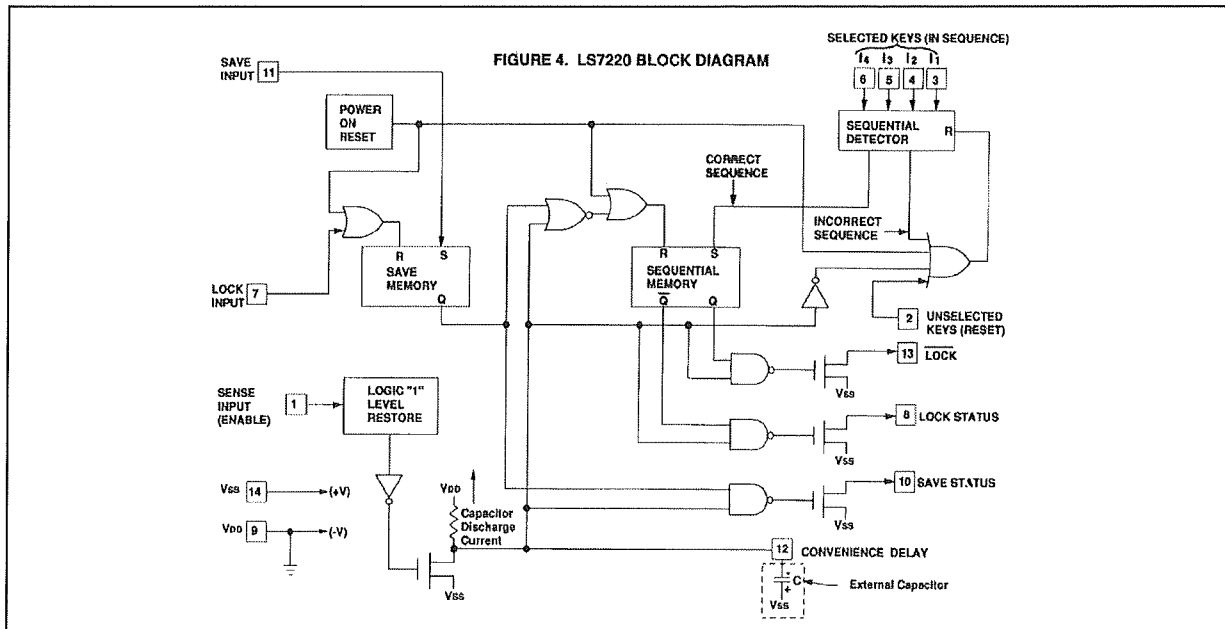 FIGURE 4. LS7220 BLOCK DIAGRAM
SELECTED KEYS (IN SEQUENCE)
I4 I3 I2 I1
6 5 4 3
SEQUENTIAL
DETECTOR
R
SAVE
INPUT
11
POWER
ON
RESET
CORRECT
SEQUENCE
INCORRECT
SEQUENCE
R S
SAVE
MEMORY
Q
R S
SEQUENTIAL
MEMORY
Q Q
LOCK
INPUT
7
2
UNSELECTED
KEYS (RESET)
13
LOCK
VSS
SENSE
INPUT
(ENABLE)
1
LOGIC "1"
LEVEL
RESTORE
8
LOCK STATUS
VSS
10
SAVE STATUS
VSS
VSS 14 (+V)
VDD 9 (-V)
VDD
Capacitor
Discharge
Current
VSS
12
CONVENIENCE DELAY
- C
+
VSS
External Capacitor